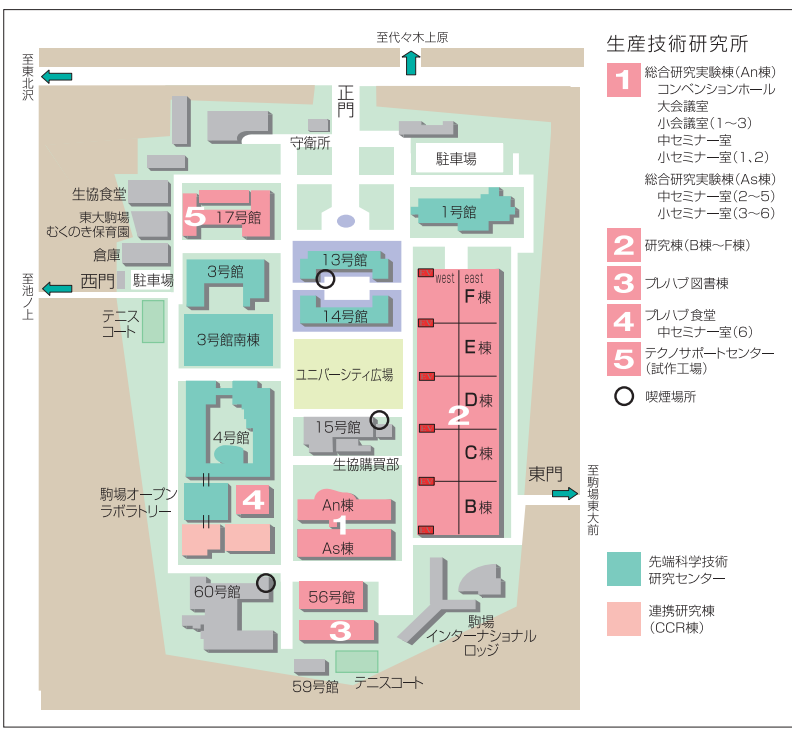 至代々木上原
至東北沢
正門
守衛所
駐車場
生協食堂
東大駒場
むくのき保育園
倉庫
西門
駐車場
至池ノ上
テニス
コート
5
17号館
1号館
3号館
3号館南棟
13号館
14号館
ユニバーシティ広場
west
east
F棟
E棟
D棟
2
C棟
B棟
4号館
15号館
生協購買部
駒場オープン
ラボラトリー
4
An棟
1
As棟
東門
至駒場東大前
60号館
56号館
3
59号館
テニスコート
駒場
インターナショナル
ロッジ
生産技術研究所
1
総合研究実験棟(An棟)
コンベンションホール
大会議室
小会議室(1〜3)
中セミナー室
小セミナー室(1、2)
総合研究実験棟(As棟)
中セミナー室(2〜5)
小セミナー室(3〜6)
2
研究棟(B棟〜F棟)
3
プレハブ図書棟
4
プレハブ食堂
中セミナー室(6)
5
テクノサポートセンター
(試作工場)
喫煙場所
先端科学技術
研究センター
連携研究棟
(CCR棟)